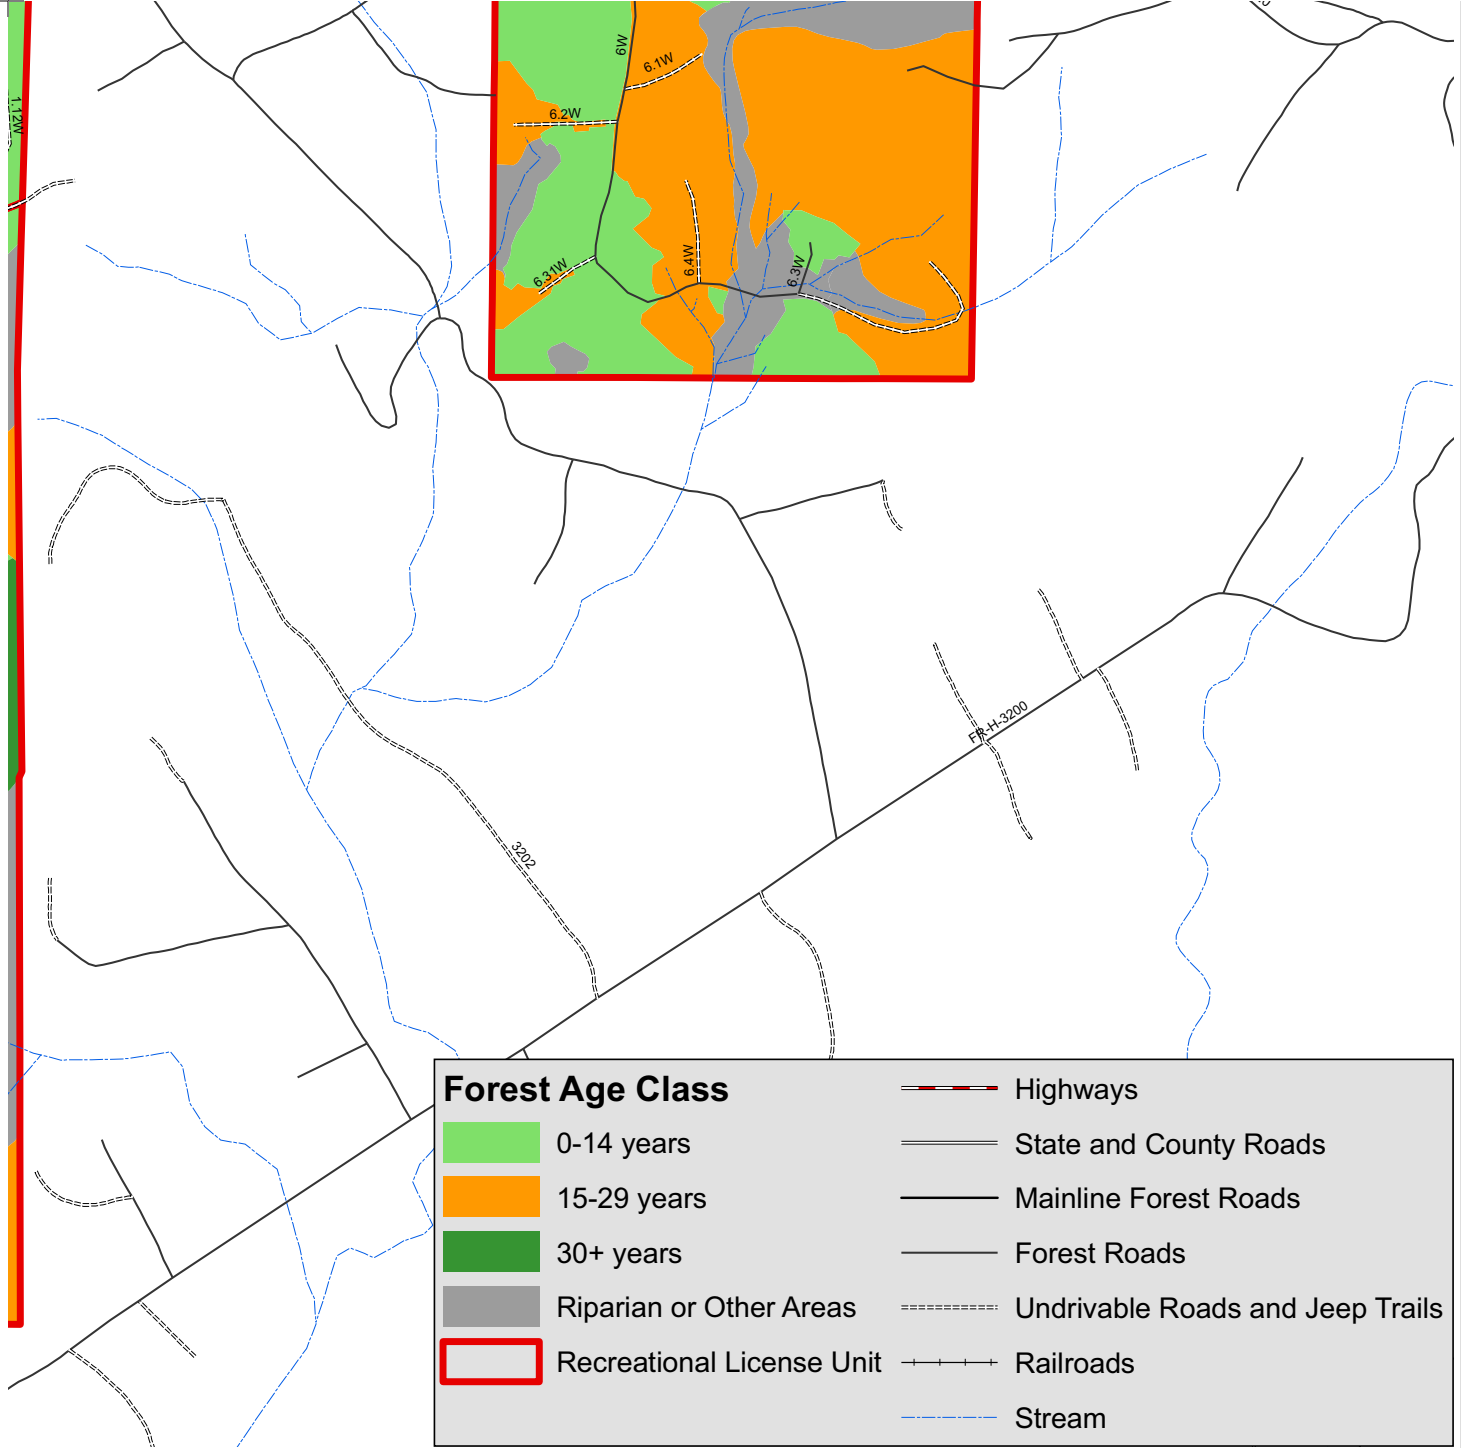 6W
6.1W
6.2W
1.12W
6.31W
6.4W
6.3W
FR-H-3200
3202
Forest Age Class
0-14 years
15-29 years
30+ years
Riparian or Other Areas
Recreational License Unit
Highways
State and County Roads
Mainline Forest Roads
Forest Roads
Undrivable Roads and Jeep Trails
Railroads
Stream